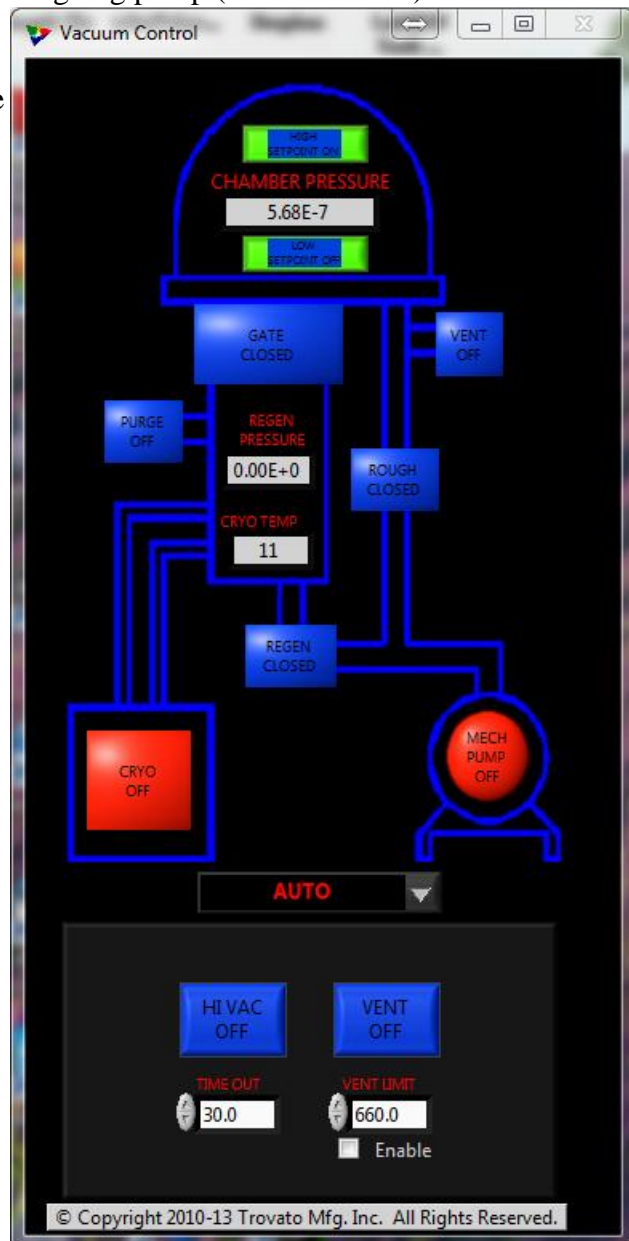 Vacuum Control
HIGH
SETPOINT ON
CHAMBER PRESSURE
5.68E-7
LOW
SETPOINT OFF
GATE
CLOSED
VENT
OFF
PURGE
OFF
REGEN
PRESSURE
0.00E+0
ROUGH
CLOSED
CRYO TEMP
11
REGEN
CLOSED
CRYO
OFF
MECH
PUMP
OFF
AUTO
HI VAC
OFF
VENT
OFF
TIME OUT
VENT LIMIT
30.0
660.0
Enable
© Copyright 2010-13 Trovato Mfg. Inc. All Rights Reserved.